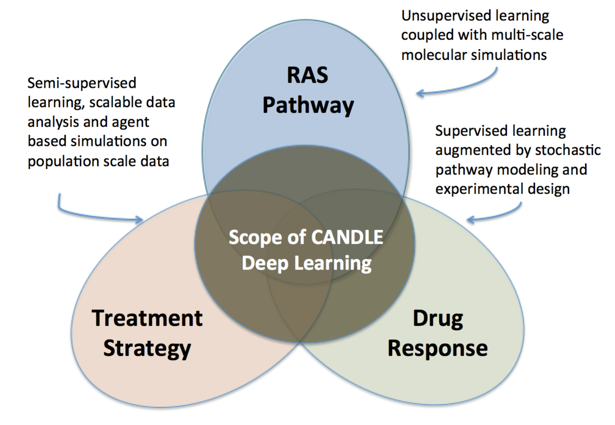 Unsupervised learning
coupled with multi-scale
molecular simulations
RAS
Pathway
Semi-supervised
learning, scalable data
analysis and agent
based simulations on
population scale data
Supervised learning
augmented by stochastic
pathway modeling and
experimental design
Scope of CANDLE
Deep Learning
Treatment
Strategy
Drug
Response